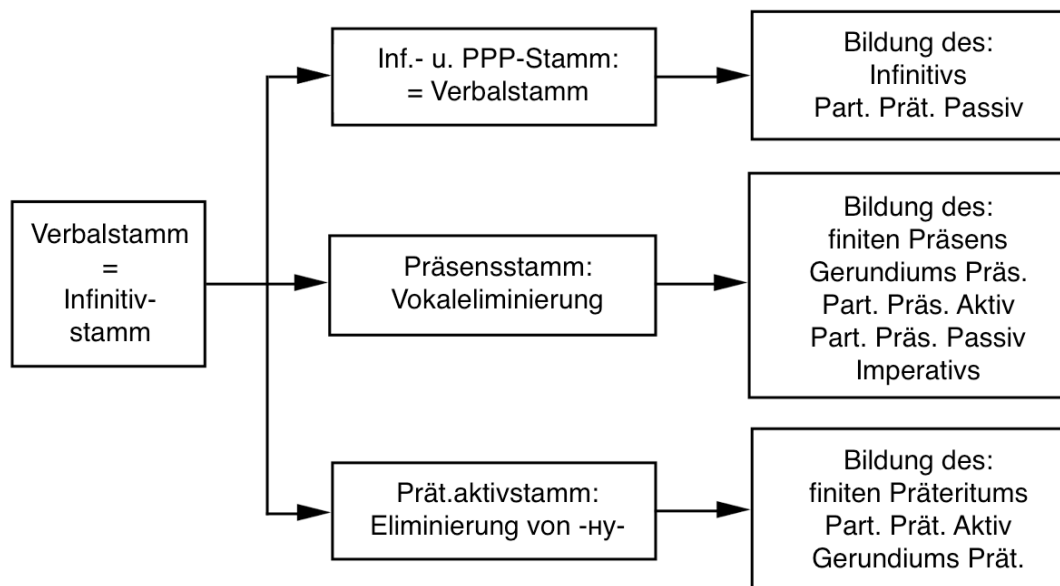 Verbalstamm
=
Infinitiv-
stamm
Inf.- u. PPP-Stamm:
= Verbalstamm
Bildung des:
Infinitivs
Part. Prät. Passiv
Präsensstamm:
Vokaleliminierung
Bildung des:
finiten Präsens
Gerundiums Präs.
Part. Präs. Aktiv
Part. Präs. Passiv
Imperativs
Prät.aktivstamm:
Eliminierung von -ну-
Bildung des:
finiten Präteritums
Part. Prät. Aktiv
Gerundiums Prät.